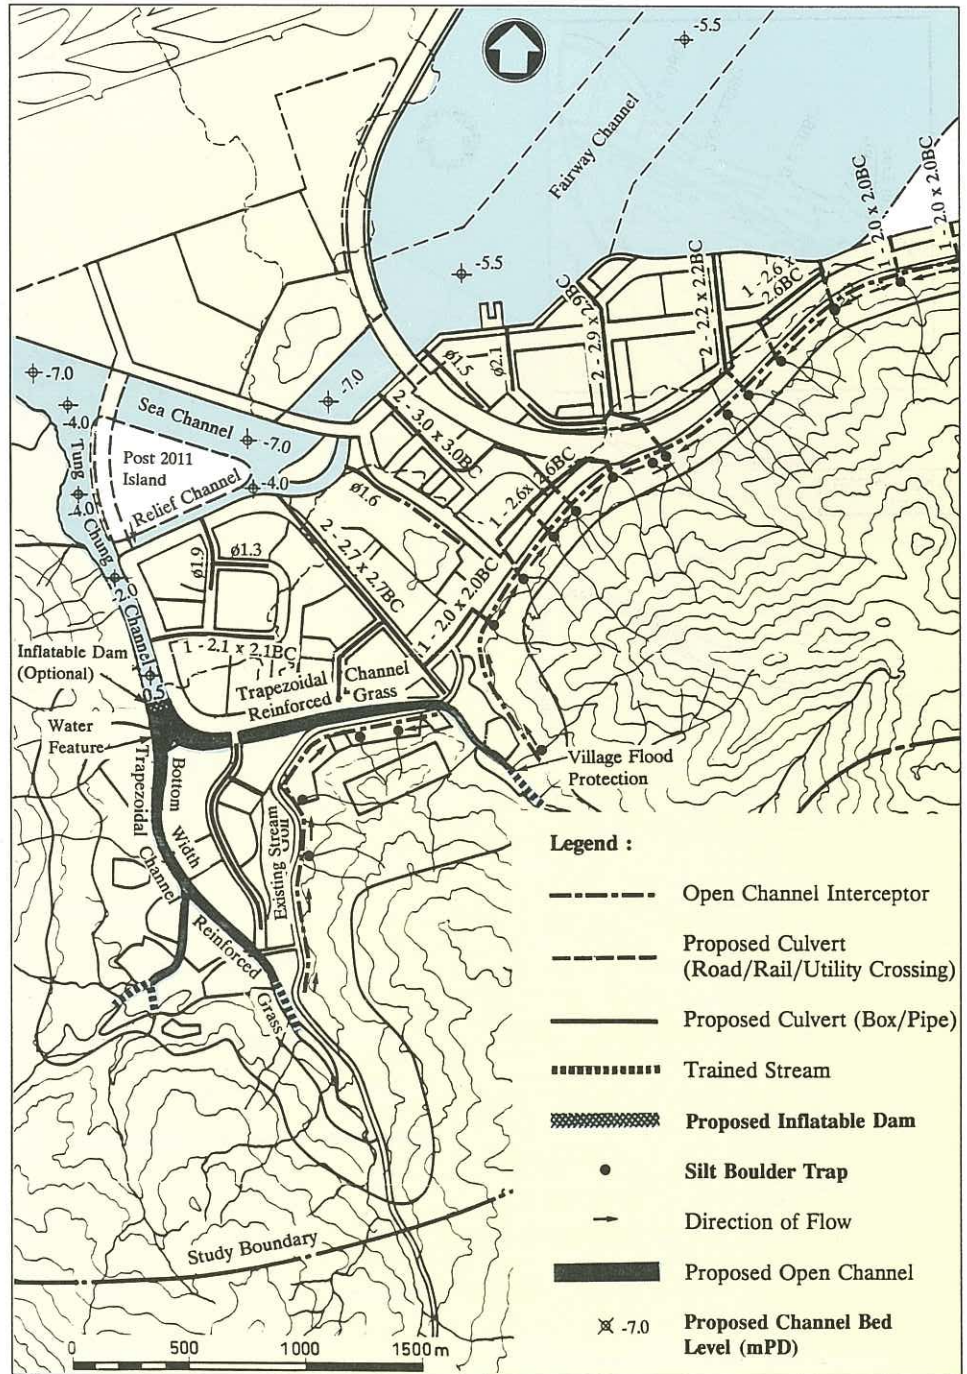 -5.5
Fairway Channel
-5.5
1 - 2.0 x 2.0BC
1 - 2.0 x 2.0BC
1 - 2.6 x
2.6BC
2 - 2.2 x 2.2BC
2 - 2.9 x 2.9BC
ø2.1
ø1.5
-7.0
-7.0
-4.0
Sea Channel
-7.0
2 - 3.0 x 3.0BC
Post 2011
Island
Relief Channel
-4.0
-4.0
Tung
Chung
Channel
-2.0
-0.5
ø1.6
1 - 2.6x 2.6BC
2 - 2.7 x 2.7BC
1 - 2.0 x 2.0BC
ø1.9
ø1.3
1 - 2.1 x 2.1BC
Inflatable Dam
(Optional)
Trapezoidal
Reinforced
Channel
Grass
Water
Feature
Village Flood
Protection
Trapezoidal
Channel
Bottom
Width
Reinforced
Grass
Existing Stream
Study Boundary
0 500 1000 1500m
Legend :
Open Channel Interceptor
Proposed Culvert
(Road/Rail/Utility Crossing)
Proposed Culvert (Box/Pipe)
Trained Stream
Proposed Inflatable Dam
Silt Boulder Trap
Direction of Flow
Proposed Open Channel
-7.0 Proposed Channel Bed
Level (mPD)